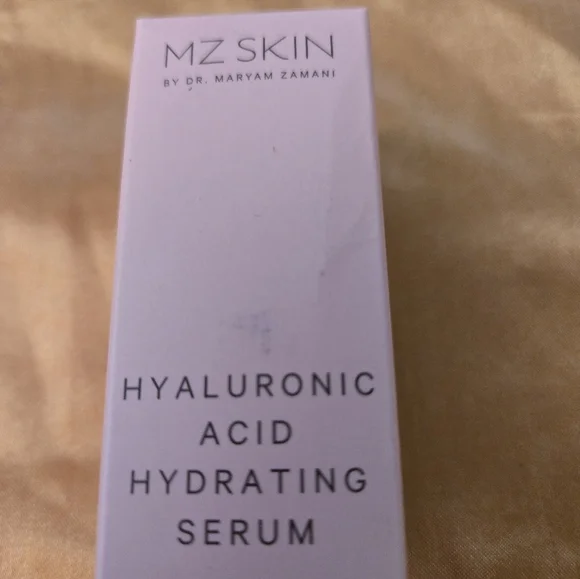 MZ SKIN
BY DR. MARYAM ZAMANI
HYALURONIC
ACID
HYDRATING
SERUM